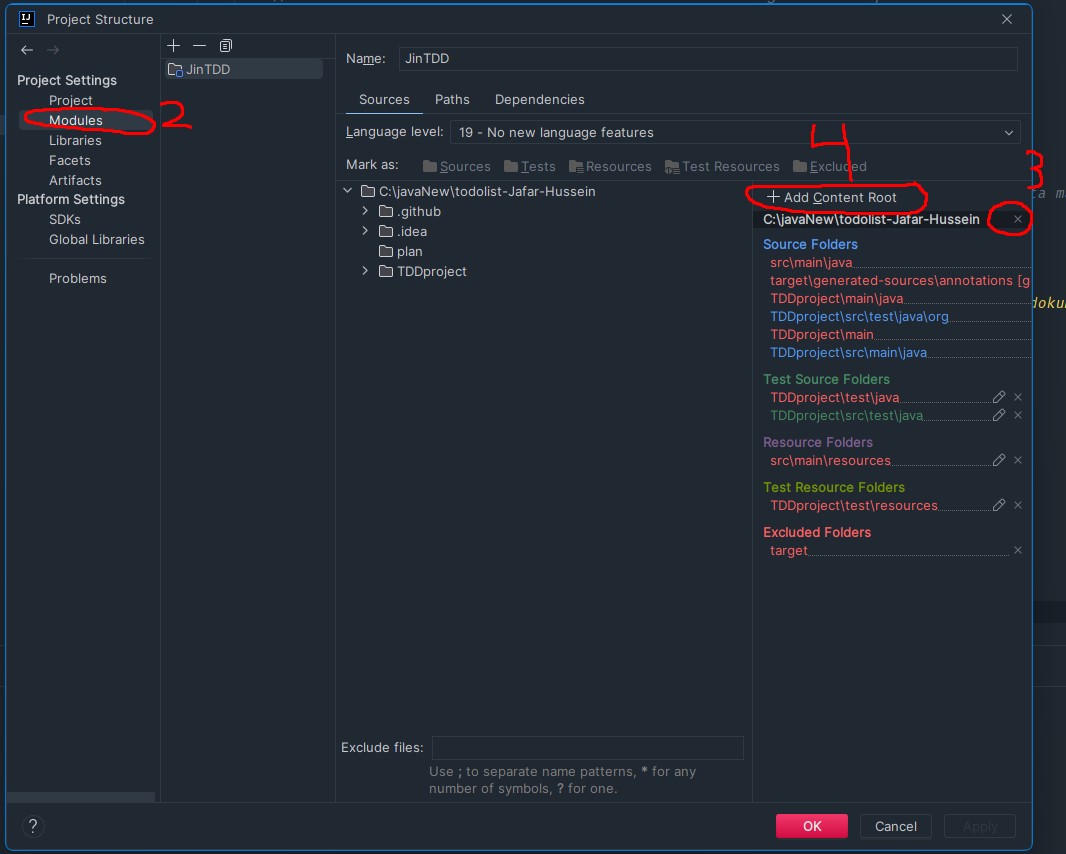 Project Structure
Project Settings
Project
Modules
Libraries
Facets
Artifacts
Platform Settings
SDKs
Global Libraries
Problems
2
JinTDD
Name: JinTDD
Sources Paths Dependencies
Language level: 19 - No new language features
Mark as: Sources Tests Resources Test Resources Excluded
C:\javaNew\todolist-Jafar-Hussein
.github
.idea
plan
TDDproject
4
3
+ Add Content Root
C:\javaNew\todolist-Jafar-Hussein
Source Folders
src\main\java
target\generated-sources\annotations [g
TDDproject\main\java
TDDproject\src\test\java\org
TDDproject\main
TDDproject\src\main\java
Test Source Folders
TDDproject\test\java
TDDproject\src\test\java
Resource Folders
src\main\resources
Test Resource Folders
TDDproject\test\resources
Excluded Folders
target
Exclude files:
Use ; to separate name patterns, * for any
number of symbols, ? for one.
? OK Cancel Apply
ta m
doku